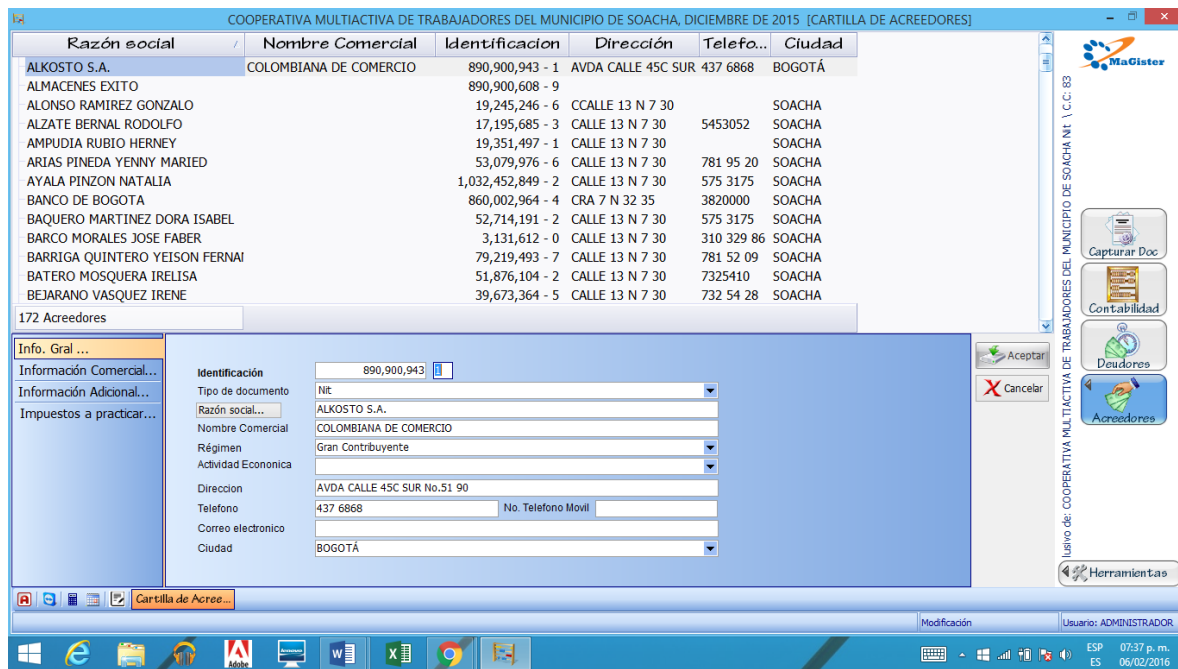 COOPERATIVA MULTIACTIVA DE TRABAJADORES DEL MUNICIPIO DE SOACHA, DICIEMBRE DE 2015 [CARTILLA DE ACREEDORES]
Razón social / Nombre Comercial Identificacion Dirección Telefo... Ciudad
ALKOSTO S.A. COLOMBIANA DE COMERCIO 890,900,943 - 1 AVDA CALLE 45C SUR 437 6868 BOGOTÁ
ALMACENES EXITO 890,900,608 - 9
ALONSO RAMIREZ GONZALO 19,245,246 - 6 CCALLE 13 N 7 30 SOACHA
ALZATE BERNAL RODOLFO 17,195,685 - 3 CALLE 13 N 7 30 5453052 SOACHA
AMPUDIA RUBIO HERNEY 19,351,497 - 1 CALLE 13 N 7 30 SOACHA
ARIAS PINEDA YENNY MARIED 53,079,976 - 6 CALLE 13 N 7 30 781 95 20 SOACHA
AYALA PINZON NATALIA 1,032,452,849 - 2 CALLE 13 N 7 30 575 3175 SOACHA
BANCO DE BOGOTA 860,002,964 - 4 CRA 7 N 32 35 3820000 SOACHA
BAQUERO MARTINEZ DORA ISABEL 52,714,191 - 2 CALLE 13 N 7 30 575 3175 SOACHA
BARCO MORALES JOSE FABER 3,131,612 - 0 CALLE 13 N 7 30 310 329 86 SOACHA
BARRIGA QUINTERO YEISON FERNAI 79,219,493 - 7 CALLE 13 N 7 30 781 52 09 SOACHA
BATERO MOSQUERA IRELISA 51,876,104 - 2 CALLE 13 N 7 30 7325410 SOACHA
BEJARANO VASQUEZ IRENE 39,673,364 - 5 CALLE 13 N 7 30 732 54 28 SOACHA
172 Acreedores
Info. Gral ...
Información Comercial...
Información Adicional...
Impuestos a practicar...
Identificación 890,900,943 1
Tipo de documento Nit
Razón social... ALKOSTO S.A.
Nombre Comercial COLOMBIANA DE COMERCIO
Régimen Gran Contribuyente
Actividad Econonica
Direccion AVDA CALLE 45C SUR No.51 90
Telefono 437 6868 No. Telefono Movil
Correo electronico
Ciudad BOGOTÁ
Aceptar
Cancelar
MaGister
lusivo de: COOPERATIVA MULTIACTIVA DE TRABAJADORES DEL MUNICIPIO DE SOACHA Nit \ C.C: 83
Capturar Doc
Contabilidad
Deudores
Acreedores
Herramientas
Cartilla de Acree...
Modificación Usuario: ADMINISTRADOR
Adobe
Lenovo
ESP 07:37 p. m.
ES 06/02/2016